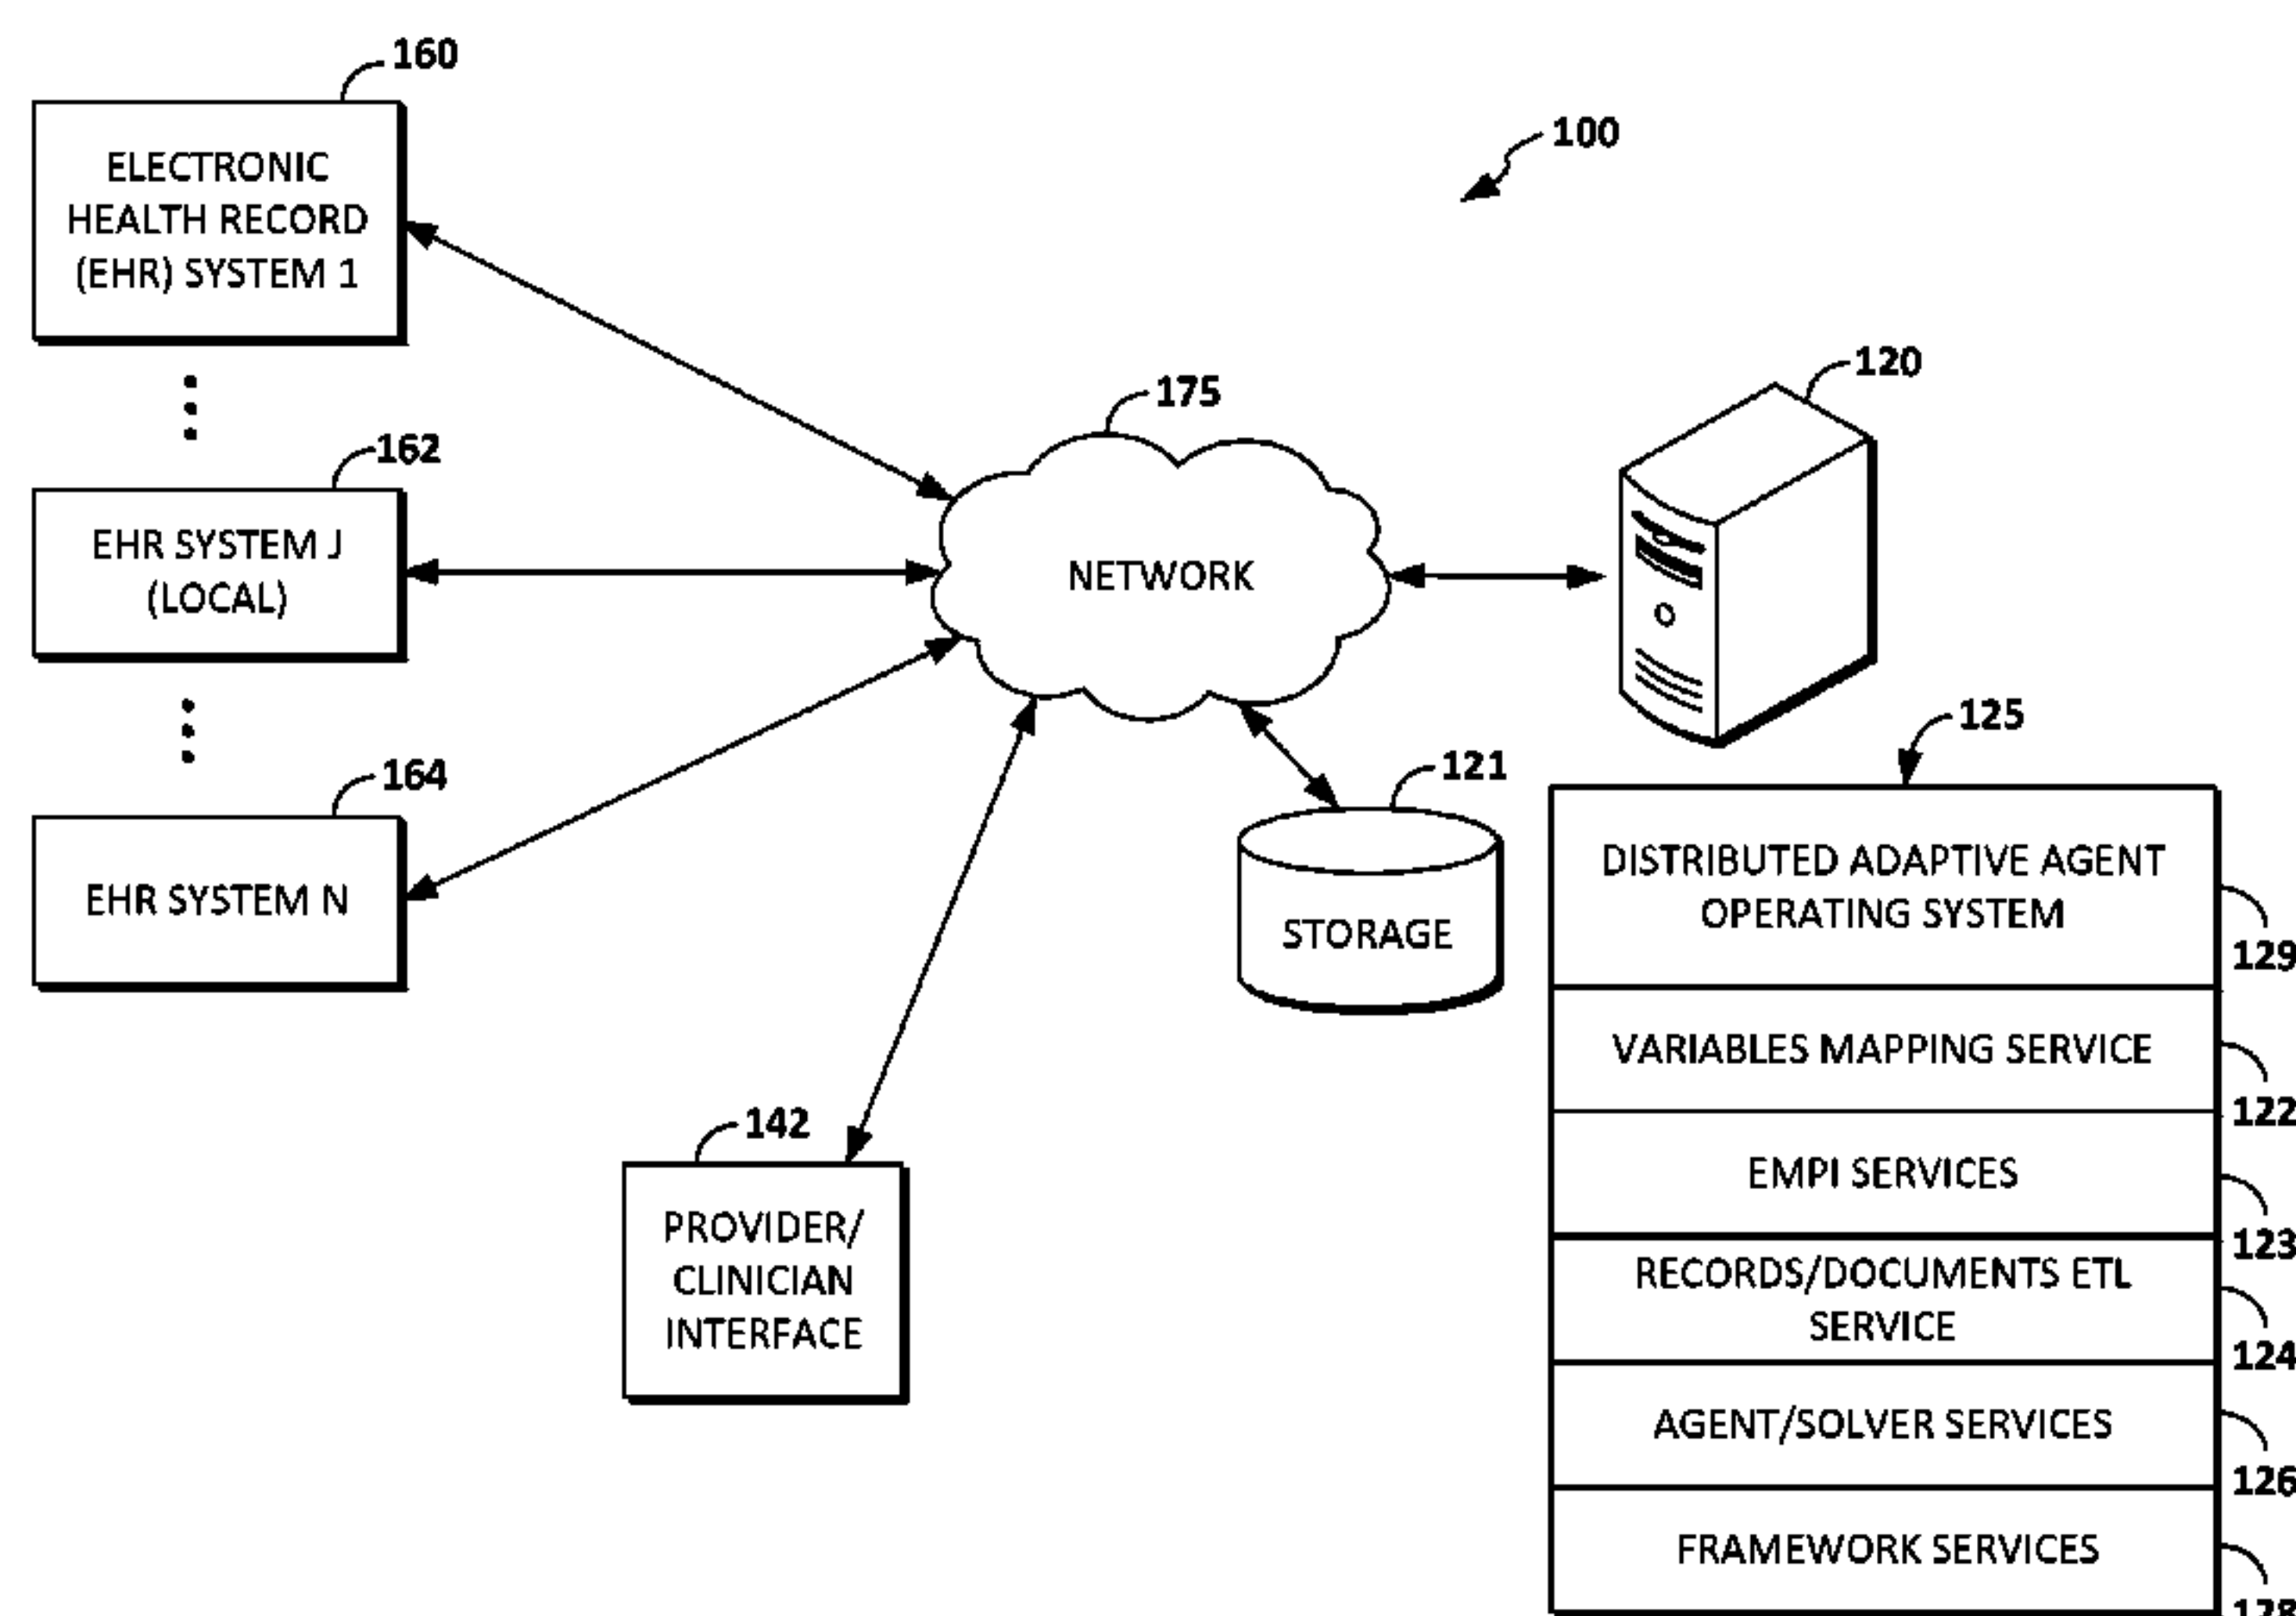 160
ELECTRONIC
HEALTH RECORD
(EHR) SYSTEM 1
100
162
EHR SYSTEM J
(LOCAL)
164
EHR SYSTEM N
175
NETWORK
120
121
STORAGE
142
PROVIDER/
CLINICIAN
INTERFACE
125
DISTRIBUTED ADAPTIVE AGENT
OPERATING SYSTEM
129
VARIABLES MAPPING SERVICE
122
EMPI SERVICES
123
RECORDS/DOCUMENTS ETL
SERVICE
124
AGENT/SOLVER SERVICES
126
FRAMEWORK SERVICES